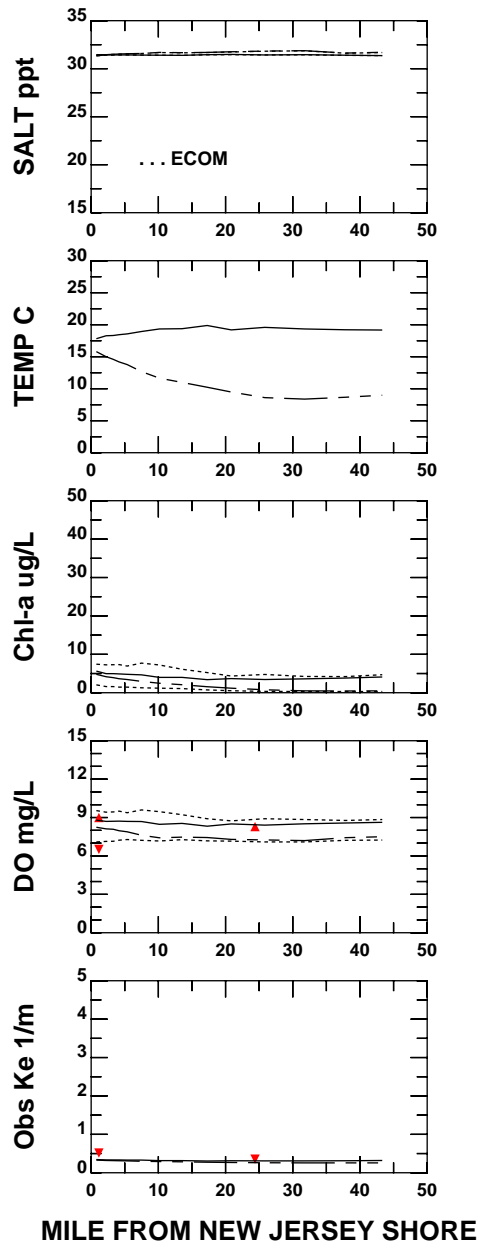 SALT ppt
35
30
25
20
15
. . . ECOM
0 10 20 30 40 50
TEMP C
30
25
20
15
10
5
0
0 10 20 30 40 50
Chl-a ug/L
50
40
30
20
10
0
0 10 20 30 40 50
DO mg/L
15
12
9
6
3
0
0 10 20 30 40 50
Obs Ke 1/m
5
4
3
2
1
0
0 10 20 30 40 50
MILE FROM NEW JERSEY SHORE